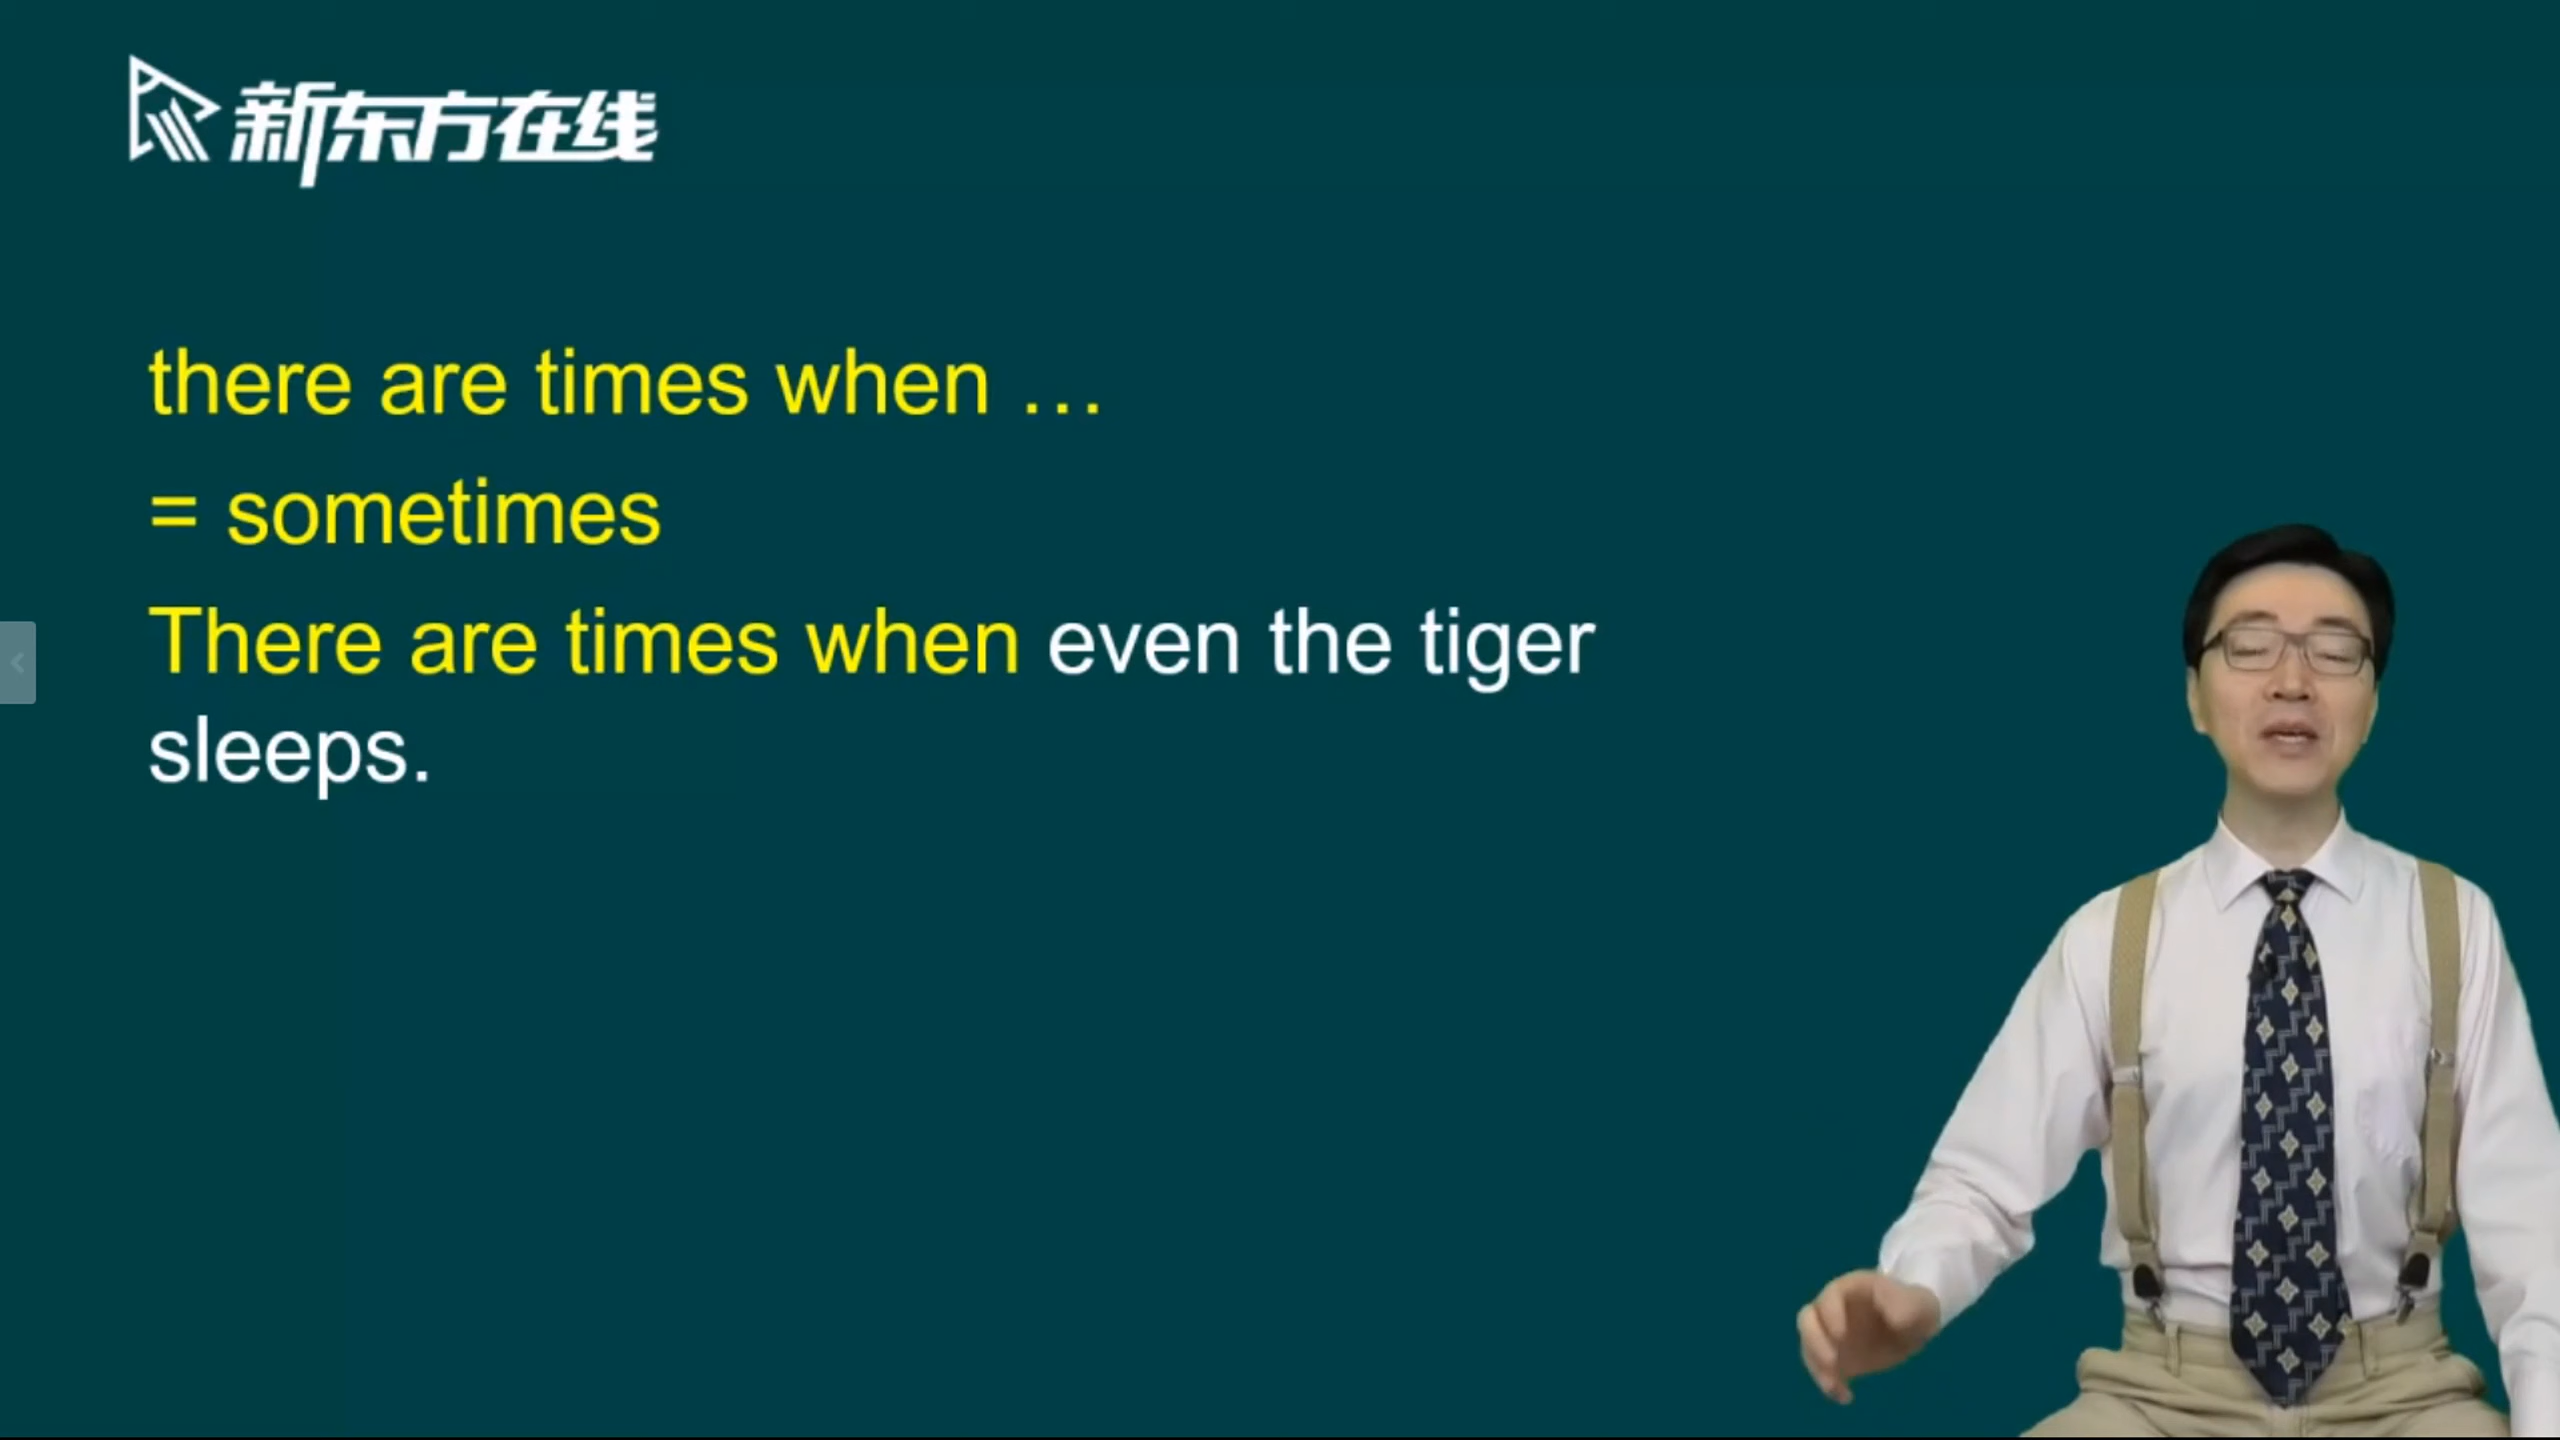 新东方在线
there are times when …
= sometimes
There are times when even the tiger
sleeps.